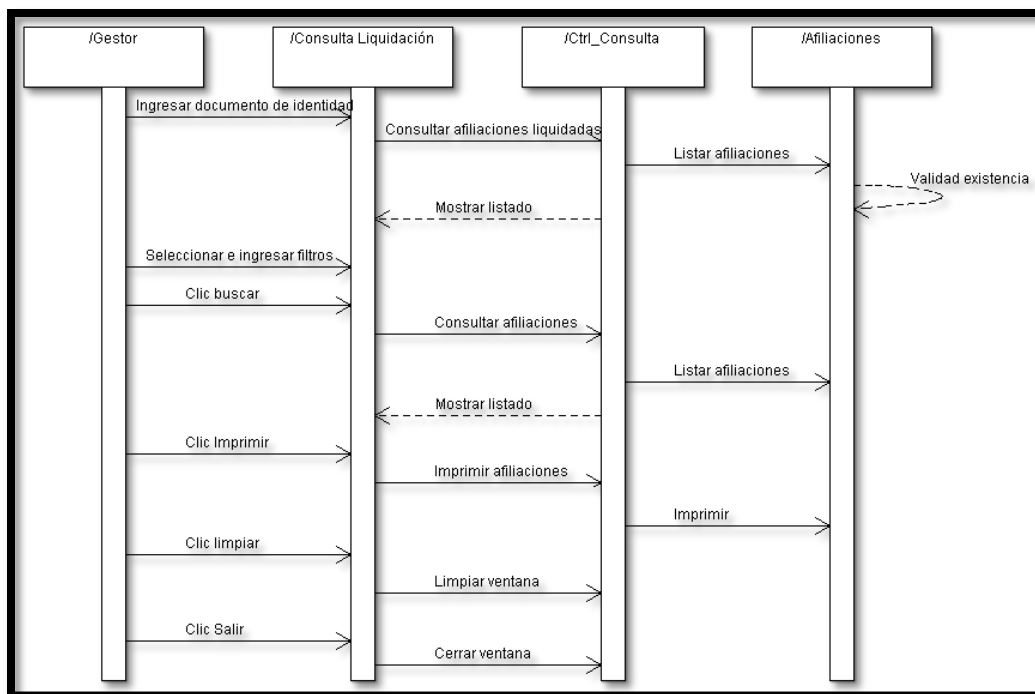 /Gestor
/Consulta Liquidación
/Ctrl_Consulta
/Afiliaciones
Ingresar documento de identidad
Consultar afiliaciones liquidadas
Listar afiliaciones
Validad existencia
Mostrar listado
Seleccionar e ingresar filtros
Clic buscar
Consultar afiliaciones
Listar afiliaciones
Mostrar listado
Clic Imprimir
Imprimir afiliaciones
Imprimir
Clic limpiar
Limpiar ventana
Clic Salir
Cerrar ventana